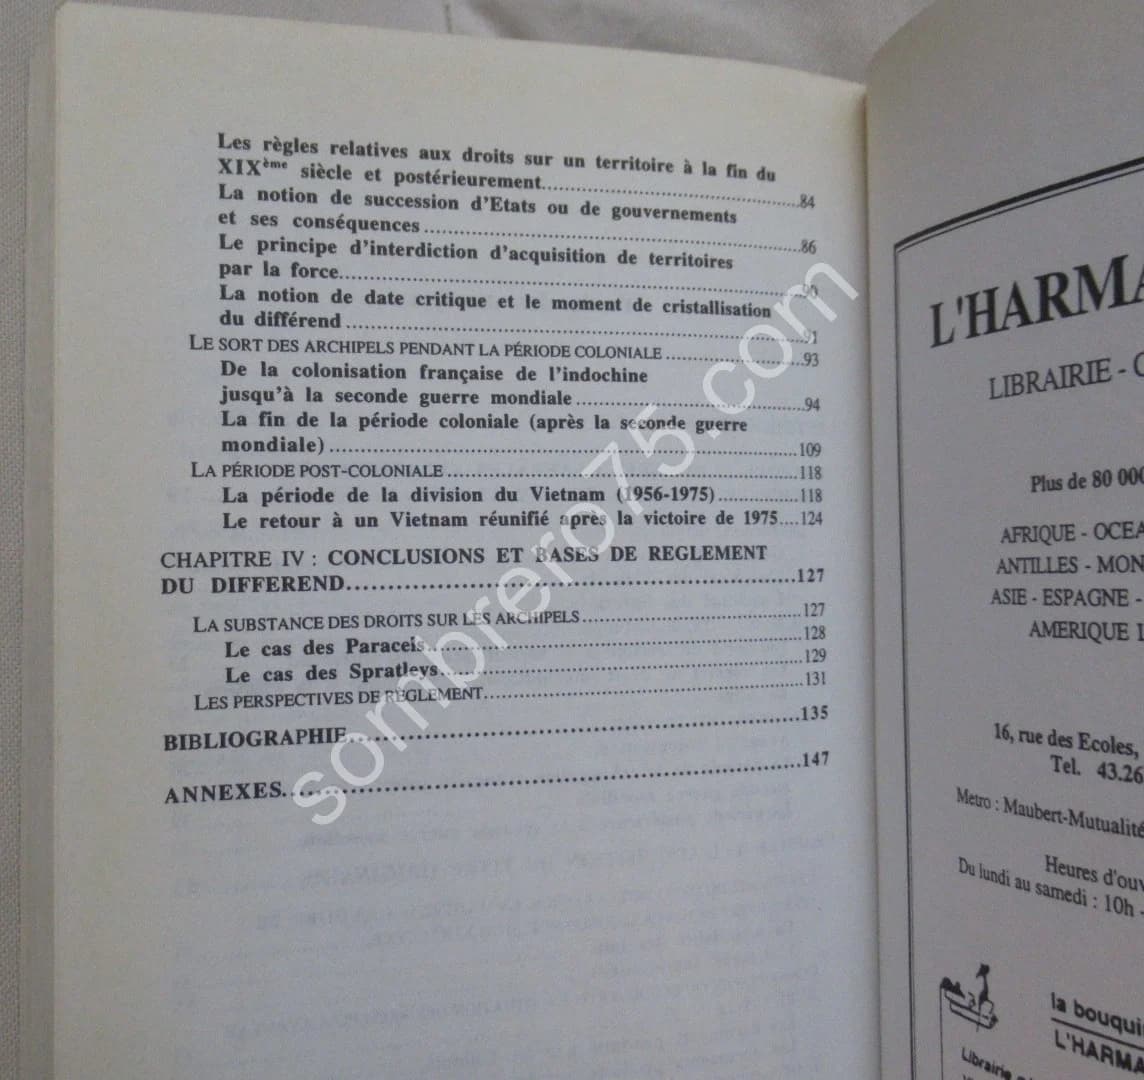 Les règles relatives aux droits sur un territoire à la fin du
XIXème siècle et postérieurement....84
La notion de succession d'Etats ou de gouvernements
et ses conséquences....86
Le principe d'interdiction d'acquisition de territoires
par la force....90
La notion de date critique et le moment de cristallisation
du différend....91
LE SORT DES ARCHIPELS PENDANT LA PÉRIODE COLONIALE....93
De la colonisation française de l'indochine
jusqu'à la seconde guerre mondiale....94
La fin de la période coloniale (après la seconde guerre
mondiale)....109
LA PÉRIODE POST-COLONIALE....118
La période de la division du Vietnam (1956-1975)....118
Le retour à un Vietnam réunifié après la victoire de 1975....124
CHAPITRE IV : CONCLUSIONS ET BASES DE REGLEMENT
DU DIFFEREND....127
LA SUBSTANCE DES DROITS SUR LES ARCHIPELS....127
Le cas des Paracels....128
Le cas des Spratleys....129
LES PERSPECTIVES DE RÈGLEMENT....131
BIBLIOGRAPHIE....135
ANNEXES....147
sombrero75.com
L'HARMA
LIBRAIRIE -
Plus de 80 000
AFRIQUE - OCEA
ANTILLES - MON
ASIE - ESPAGNE -
AMERIQUE
16, rue des Ecoles,
Tel. 43.26
Metro : Maubert-Mutualité
Heures d'ouv
Du lundi au samedi : 10h -
la bouqui
L'HARMA
Librairie